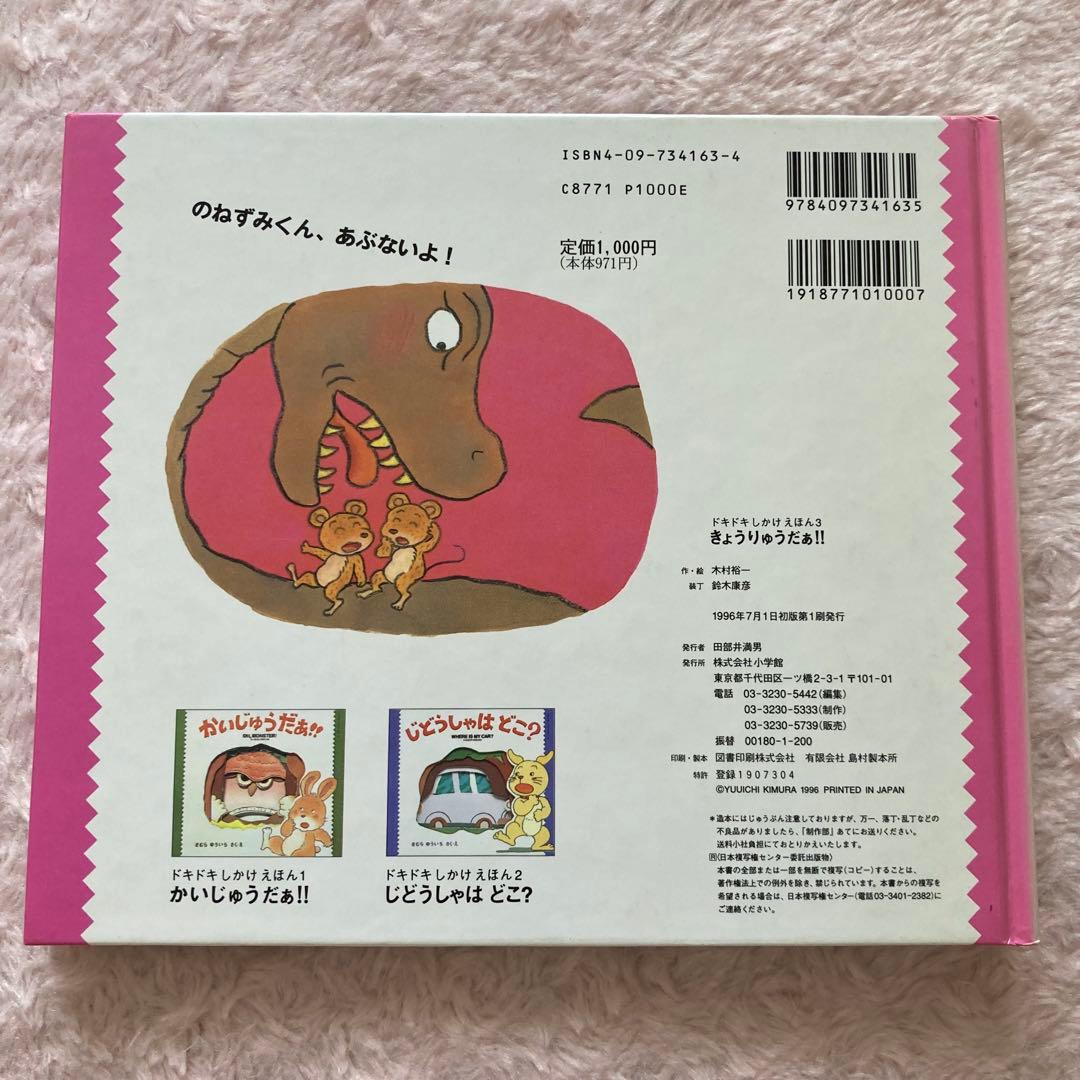 のねずみくん、あぶないよ!
ISBN4-09-734163-4
C8771 P1000E
定価1,000円
(本体971円)
9784097341635
1918771010007
ドキドキしかけえほん3
きょうりゅうだぁ!!
作・絵 木村裕一
装丁 鈴木康彦
1996年7月1日初版第1刷発行
発行者 田部井満男
発行所 株式会社小学館
東京都千代田区一ツ橋2-3-1 〒101-01
電話 03-3230-5442(編集)
03-3230-5333(制作)
03-3230-5739(販売)
振替 00180-1-200
印刷・製本 図書印刷株式会社 有限会社 島村製本所
特許 登録1907304
©YUUICHI KIMURA 1996 PRINTED IN JAPAN
*造本にはじゅうぶん注意しておりますが、万一、落丁・乱丁などの
不良品がありましたら、「制作部」あてにお送りください。
送料小社負担にておとりかえいたします。
Ⓡ〈日本複写権センター委託出版物〉
本書の全部または一部を無断で複写(コピー)することは、
著作権法上での例外を除き、禁じられています。本書からの複写を
希望される場合は、日本複写権センター(電話03-3401-2382)に
ご連絡ください。
かいじゅうだぁ!!
OH, MONSTER!
きむら ゆういち さく・え
ドキドキしかけえほん1
かいじゅうだぁ!!
じどうしゃは どこ?
WHERE IS MY CAR?
きむら ゆういち さく・え
ドキドキしかけえほん2
じどうしゃは どこ?